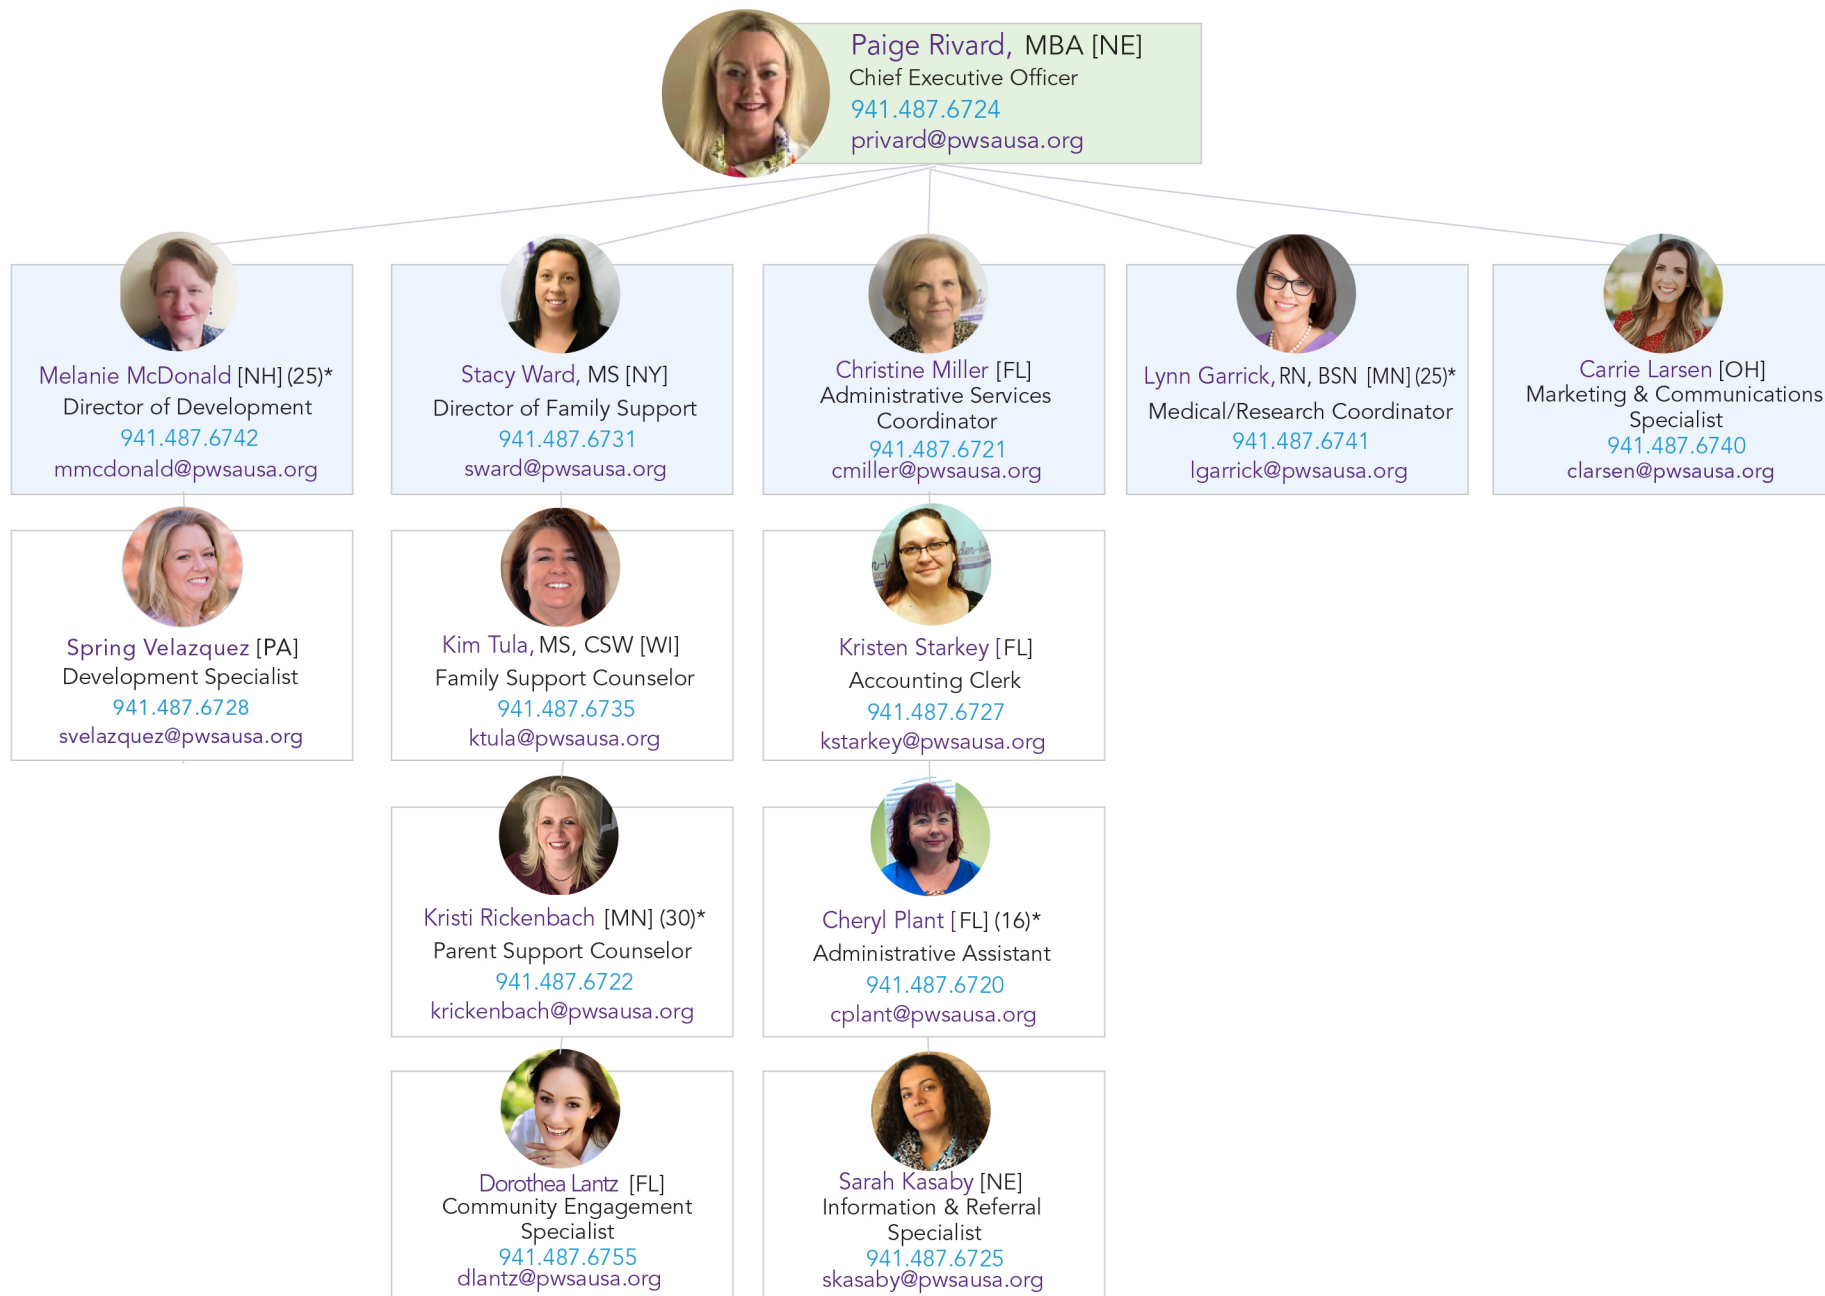 Paige Rivard, MBA [NE]
Chief Executive Officer
941.487.6724
privard@pwsausa.org
Melanie McDonald [NH] (25)*
Director of Development
941.487.6742
mmcdonald@pwsausa.org
Stacy Ward, MS [NY]
Director of Family Support
941.487.6731
sward@pwsausa.org
Christine Miller [FL]
Administrative Services
Coordinator
941.487.6721
cmiller@pwsausa.org
Lynn Garrick, RN, BSN [MN] (25)*
Medical/Research Coordinator
941.487.6741
lgarrick@pwsausa.org
Carrie Larsen [OH]
Marketing & Communications
Specialist
941.487.6740
clarsen@pwsausa.org
Spring Velazquez [PA]
Development Specialist
941.487.6728
svelazquez@pwsausa.org
Kim Tula, MS, CSW [WI]
Family Support Counselor
941.487.6735
ktula@pwsausa.org
Kristen Starkey [FL]
Accounting Clerk
941.487.6727
kstarkey@pwsausa.org
Kristi Rickenbach [MN] (30)*
Parent Support Counselor
941.487.6722
krickenbach@pwsausa.org
Cheryl Plant [FL] (16)*
Administrative Assistant
941.487.6720
cplant@pwsausa.org
Dorothea Lantz [FL]
Community Engagement
Specialist
941.487.6755
dlantz@pwsausa.org
Sarah Kasaby [NE]
Information & Referral
Specialist
941.487.6725
skasaby@pwsausa.org